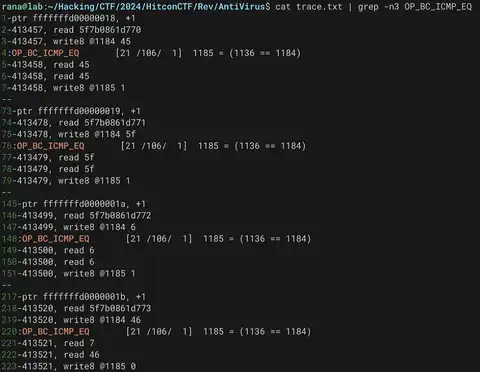 rana@lab:~/Hacking/CTF/2024/HitconCTF/Rev/AntiVirus$ cat trace.txt | grep -n3 OP_BC_ICMP_EQ
1-ptr fffffffd00000018, +1
2-413457, read 5f7b0861d770
3-413457, write8 @1184 45
4:OP_BC_ICMP_EQ [21 /106/ 1] 1185 = (1136 == 1184)
5-413458, read 45
6-413458, read 45
7-413458, write8 @1185 1
--
73-ptr fffffffd00000019, +1
74-413478, read 5f7b0861d771
75-413478, write8 @1184 5f
76:OP_BC_ICMP_EQ [21 /106/ 1] 1185 = (1136 == 1184)
77-413479, read 5f
78-413479, read 5f
79-413479, write8 @1185 1
--
145-ptr fffffffd0000001a, +1
146-413499, read 5f7b0861d772
147-413499, write8 @1184 6
148:OP_BC_ICMP_EQ [21 /106/ 1] 1185 = (1136 == 1184)
149-413500, read 6
150-413500, read 6
151-413500, write8 @1185 1
--
217-ptr fffffffd0000001b, +1
218-413520, read 5f7b0861d773
219-413520, write8 @1184 46
220:OP_BC_ICMP_EQ [21 /106/ 1] 1185 = (1136 == 1184)
221-413521, read 7
222-413521, read 46
223-413521, write8 @1185 0